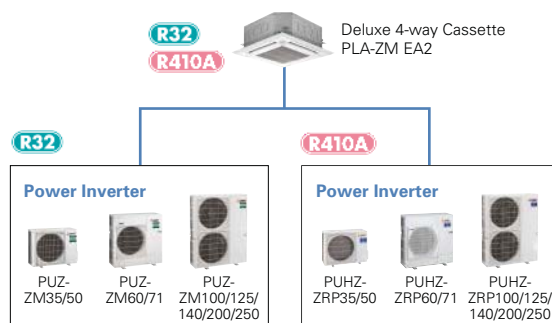 R32
R410A
Deluxe 4-way Cassette
PLA-ZM EA2
R32
Power Inverter
PUZ-
ZM35/50
PUZ-
ZM60/71
PUZ-
ZM100/125/
140/200/250
R410A
Power Inverter
PUHZ-
ZRP35/50
PUHZ-
ZRP60/71
PUHZ-
ZRP100/125/
140/200/250